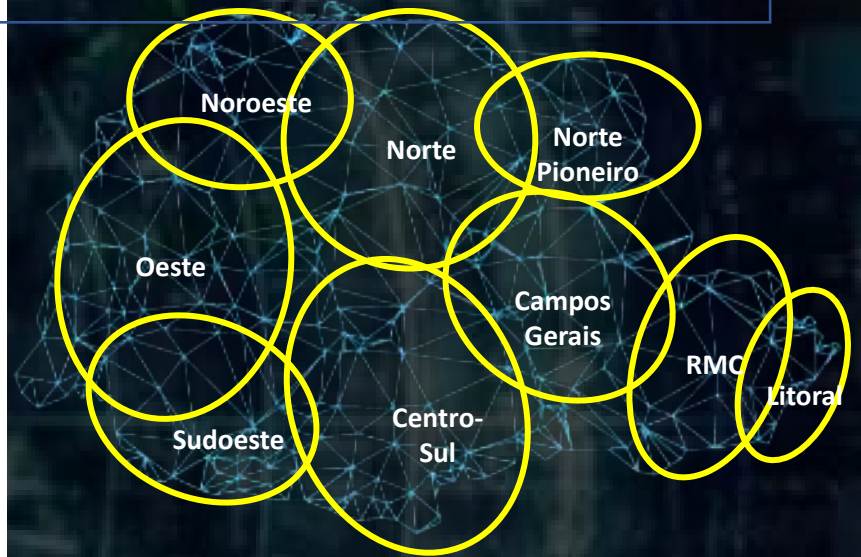 Noroeste
Norte
Norte
Pioneiro
Oeste
Campos
Gerais
RMC
Litoral
Sudoeste
Centro-
Sul